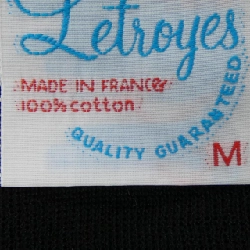 Letroyes
MADE IN FRANCE
100% cotton
QUALITY GUARANTEED
M